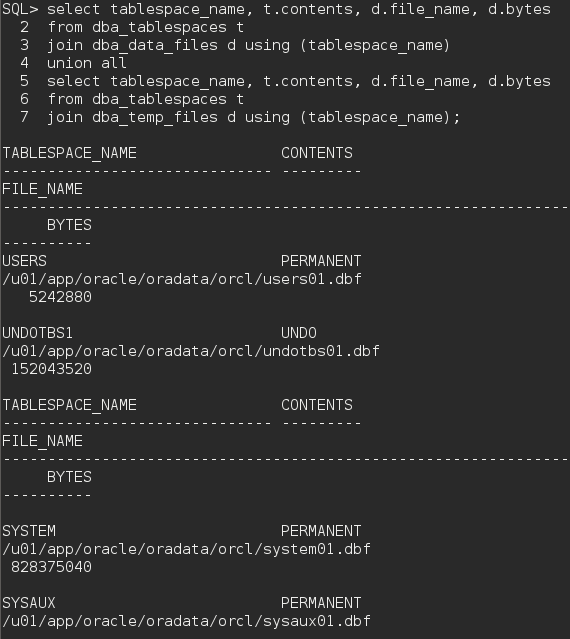 SQL> select tablespace_name, t.contents, d.file_name, d.bytes
  2  from dba_tablespaces t
  3  join dba_data_files d using (tablespace_name)
  4  union all
  5  select tablespace_name, t.contents, d.file_name, d.bytes
  6  from dba_tablespaces t
  7  join dba_temp_files d using (tablespace_name);

TABLESPACE_NAME                CONTENTS
------------------------------ ---------
FILE_NAME
---------------------------------------------------------------
     BYTES
----------
USERS                          PERMANENT
/u01/app/oracle/oradata/orcl/users01.dbf
   5242880

UNDOTBS1                       UNDO
/u01/app/oracle/oradata/orcl/undotbs01.dbf
 152043520

TABLESPACE_NAME                CONTENTS
------------------------------ ---------
FILE_NAME
---------------------------------------------------------------
     BYTES
----------

SYSTEM                         PERMANENT
/u01/app/oracle/oradata/orcl/system01.dbf
 828375040

SYSAUX                         PERMANENT
/u01/app/oracle/oradata/orcl/sysaux01.dbf